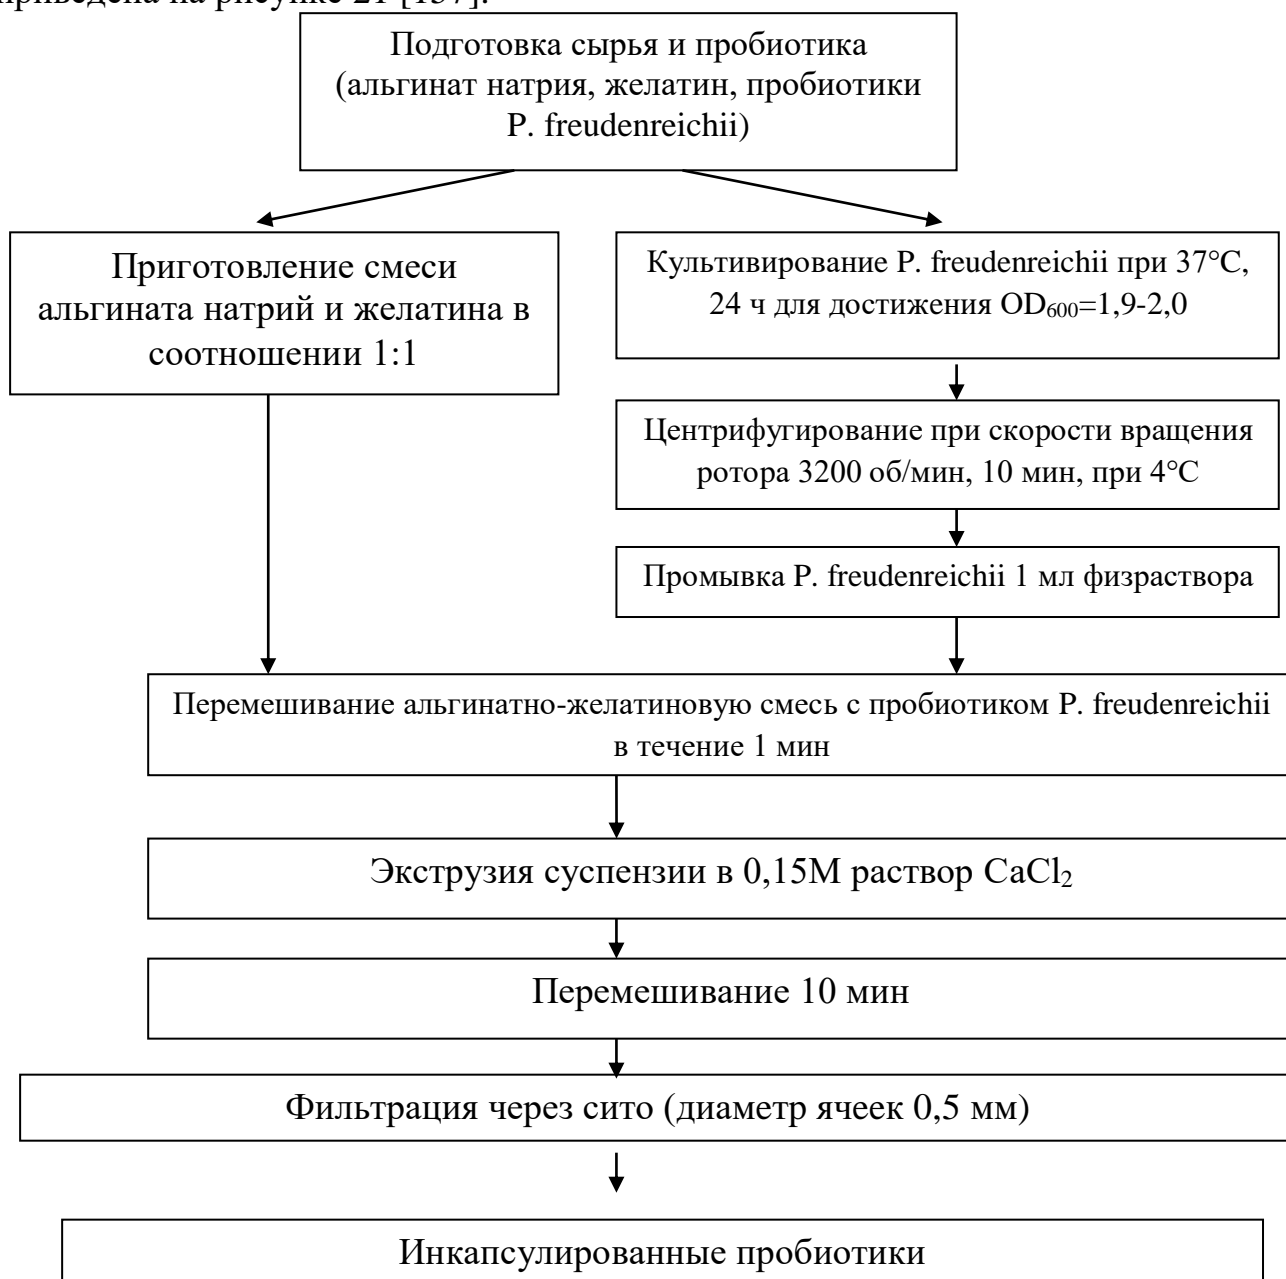 приведена на рисунке 21 [137].
Подготовка сырья и пробиотика
(альгинат натрия, желатин, пробиотики
P. freudenreichii)
Приготовление смеси
альгината натрий и желатина в
соотношении 1:1
Культивирование P. freudenreichii при 37°C,
24 ч для достижения OD₆₀₀=1,9-2,0
Центрифугирование при скорости вращения
ротора 3200 об/мин, 10 мин, при 4°C
Промывка P. freudenreichii 1 мл физраствора
Перемешивание альгинатно-желатиновую смесь с пробиотиком P. freudenreichii
в течение 1 мин
Экструзия суспензии в 0,15М раствор CaCl₂
Перемешивание 10 мин
Фильтрация через сито (диаметр ячеек 0,5 мм)
Инкапсулированные пробиотики